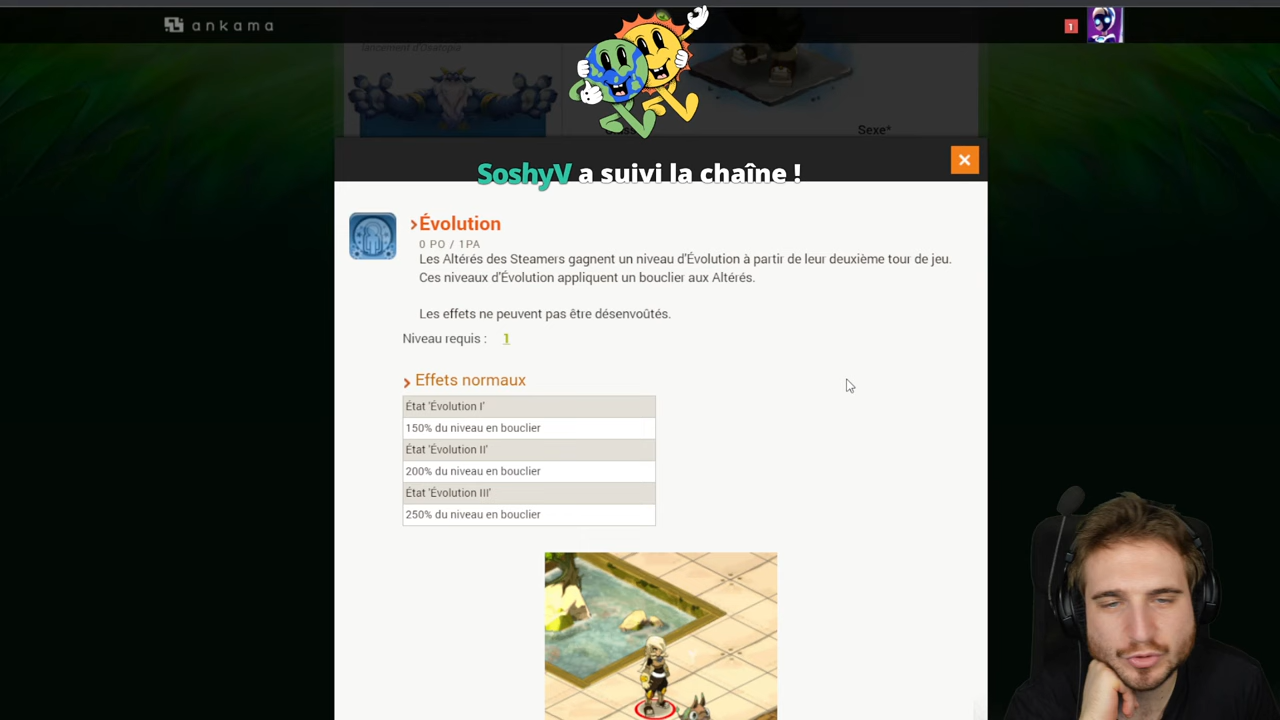 ankama
1
lancement d'Osatopia
Sexe*
SoshyV a suivi la chaîne !
Évolution
0 PO / 1PA
Les Altérés des Steamers gagnent un niveau d'Évolution à partir de leur deuxième tour de jeu.
Ces niveaux d'Évolution appliquent un bouclier aux Altérés.
Les effets ne peuvent pas être désenvoûtés.
Niveau requis : 1
Effets normaux
État 'Évolution I'
150% du niveau en bouclier
État 'Évolution II'
200% du niveau en bouclier
État 'Évolution III'
250% du niveau en bouclier